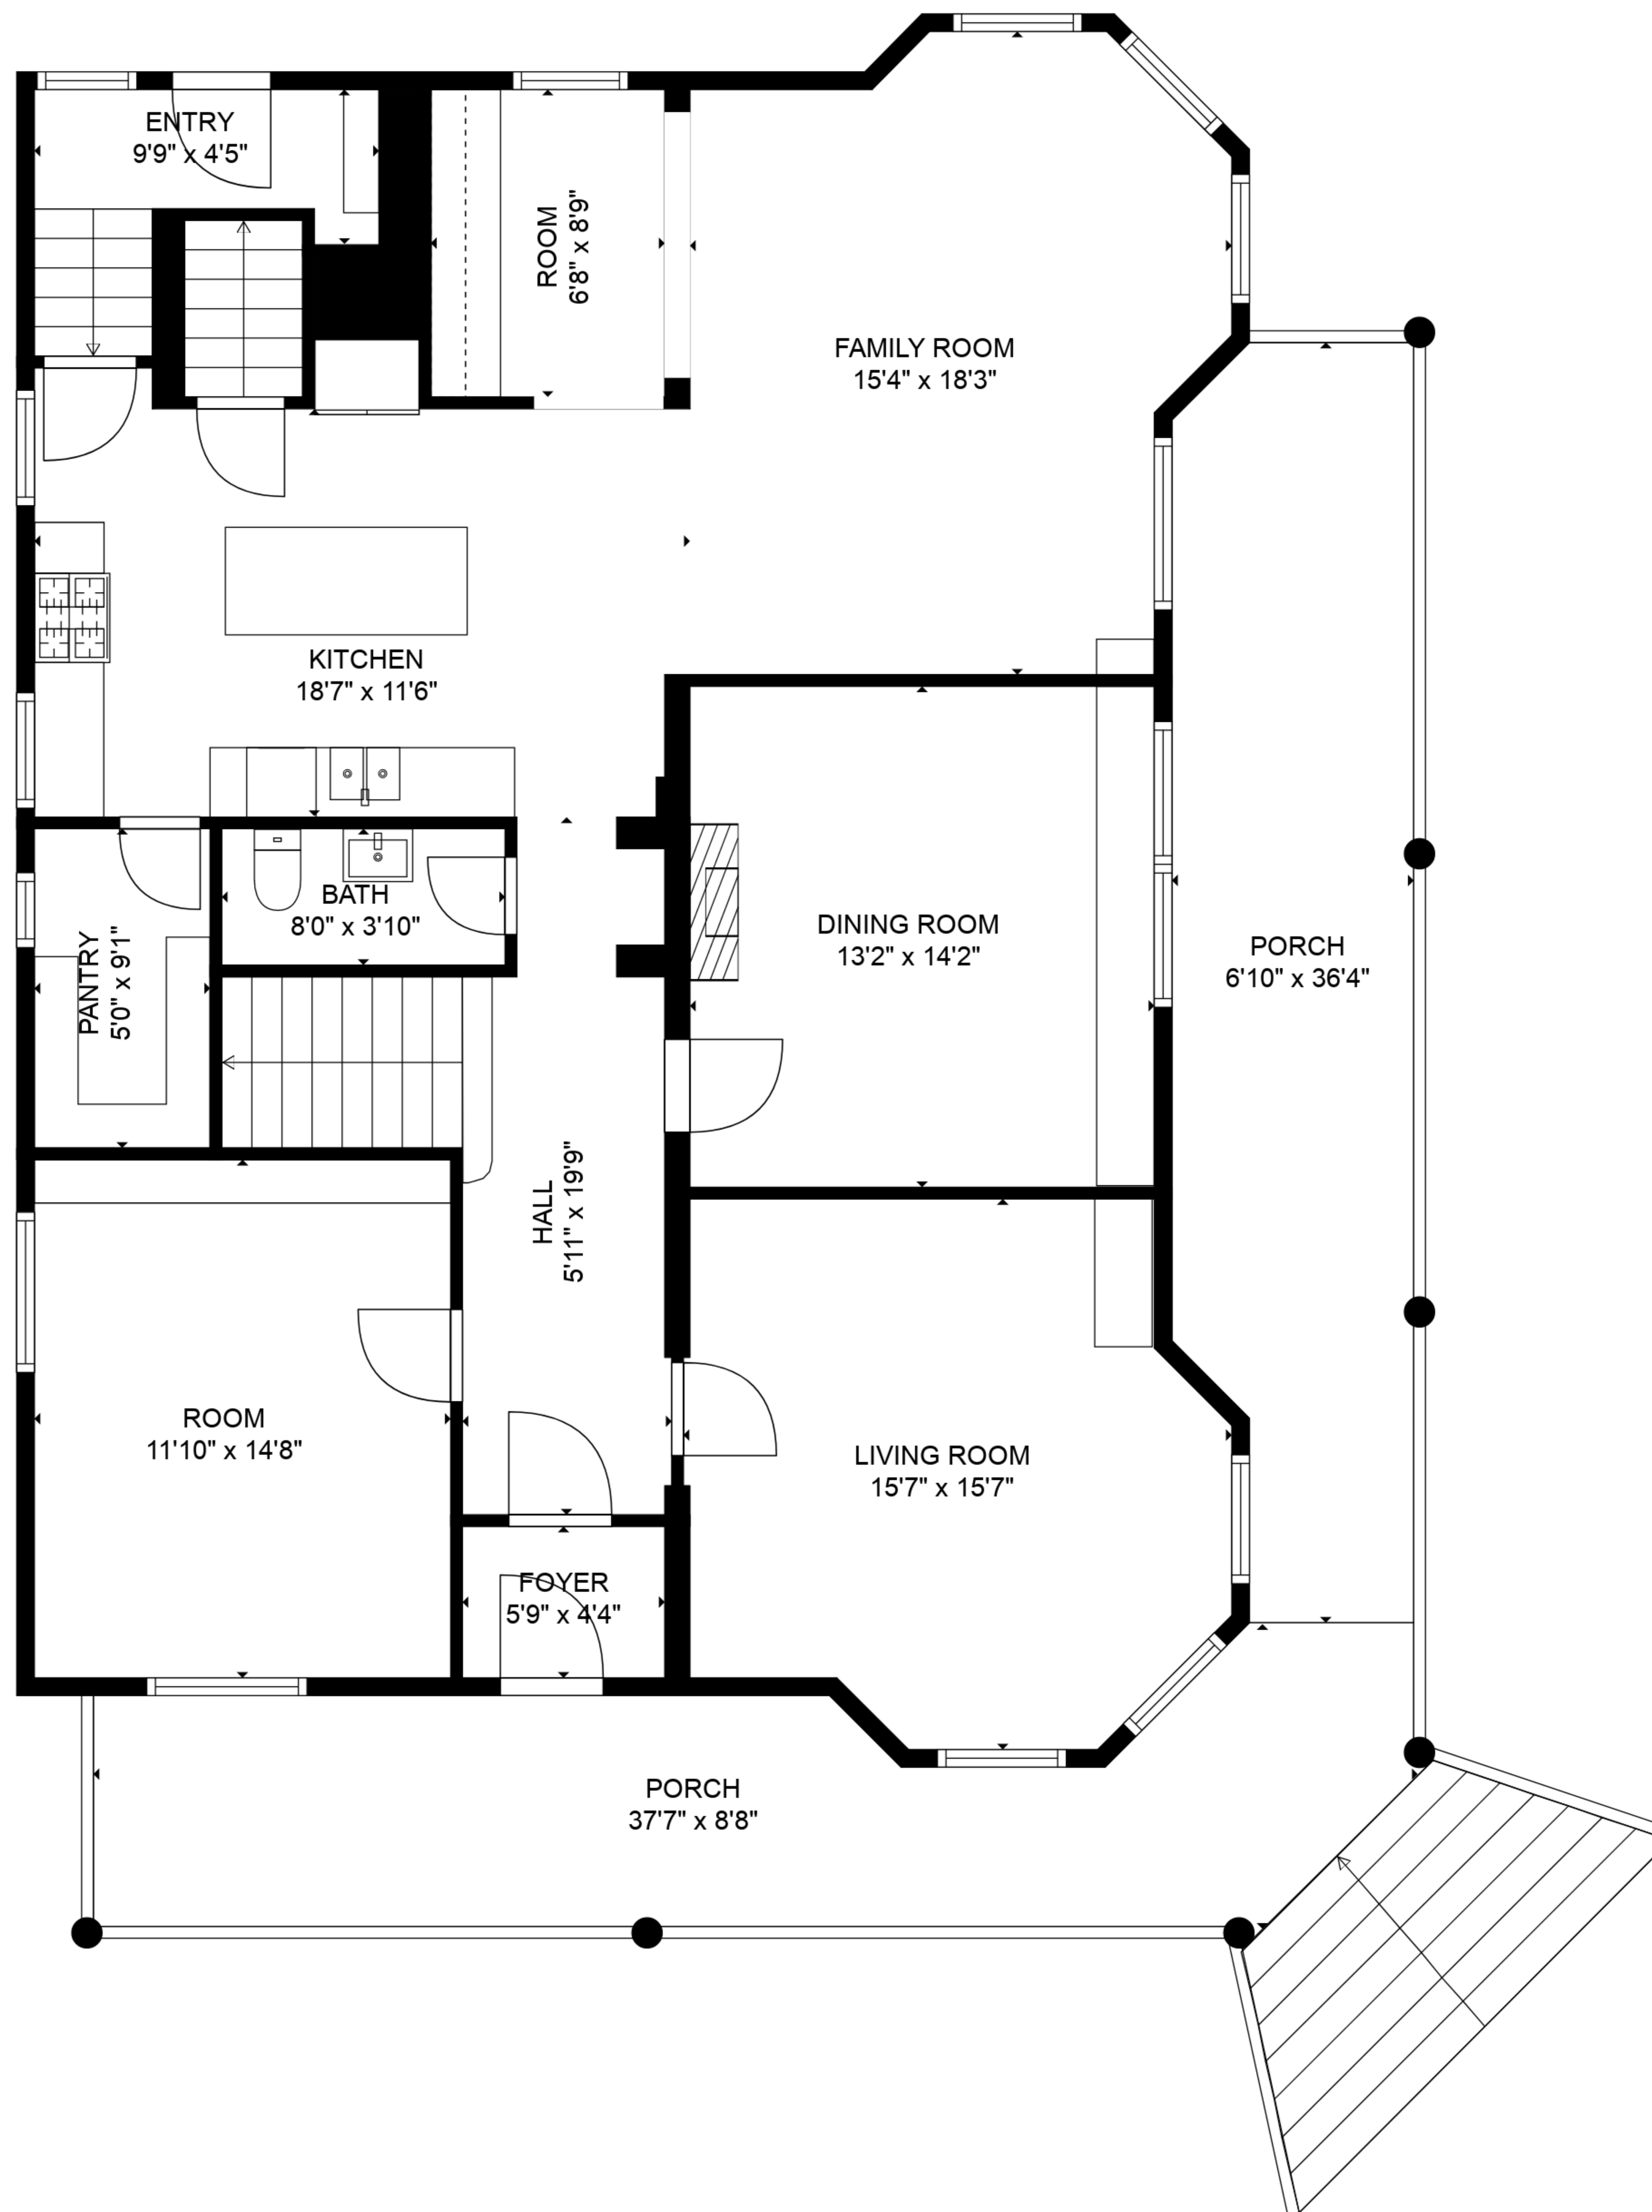 ENTRY
9'9" x 4'5"
ROOM
6'8" x 8'9"
FAMILY ROOM
15'4" x 18'3"
KITCHEN
18'7" x 11'6"
BATH
8'0" x 3'10"
DINING ROOM
13'2" x 14'2"
PORCH
6'10" x 36'4"
PANTRY
5'0" x 9'1"
HALL
5'11" x 19'9"
ROOM
11'10" x 14'8"
LIVING ROOM
15'7" x 15'7"
FOYER
5'9" x 4'4"
PORCH
37'7" x 8'8"